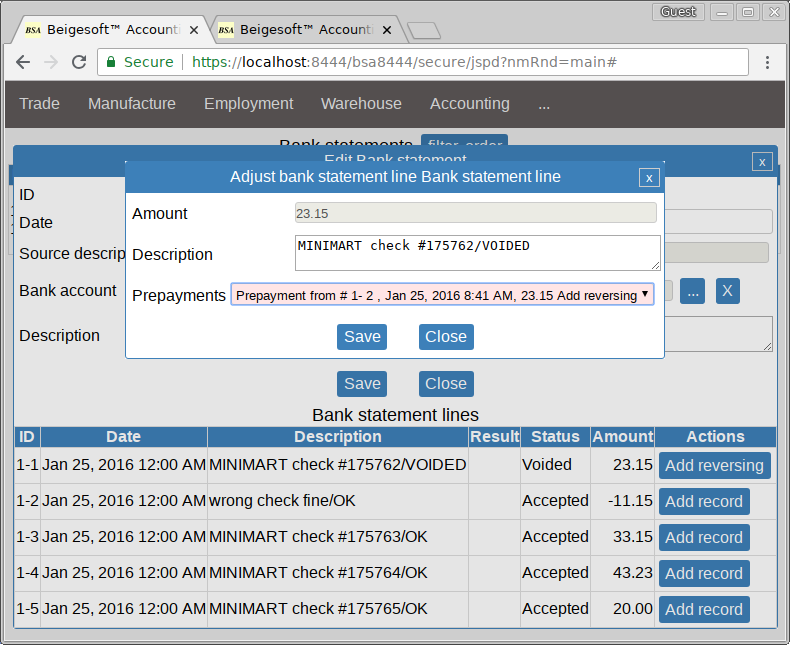 Guest
BSA Beigesoft™ Account
BSA Beigesoft™ Account
Secure https://localhost:8444/bsa8444/secure/jspd?nmRnd=main#
Trade Manufacture Employment Warehouse Accounting ...
Bank statements filter-order
Edit Bank statement x
Adjust bank statement line Bank statement line x
ID
Amount 23.15
Date
Description MINIMART check #175762/VOIDED
Source descrip
Prepayments Prepayment from # 1- 2 , Jan 25, 2016 8:41 AM, 23.15 Add reversing
Bank account ... X
Description
Save Close
Save Close
Bank statement lines
ID Date Description Result Status Amount Actions
1-1 Jan 25, 2016 12:00 AM MINIMART check #175762/VOIDED Voided 23.15 Add reversing
1-2 Jan 25, 2016 12:00 AM wrong check fine/OK Accepted -11.15 Add record
1-3 Jan 25, 2016 12:00 AM MINIMART check #175763/OK Accepted 33.15 Add record
1-4 Jan 25, 2016 12:00 AM MINIMART check #175764/OK Accepted 43.23 Add record
1-5 Jan 25, 2016 12:00 AM MINIMART check #175765/OK Accepted 20.00 Add record